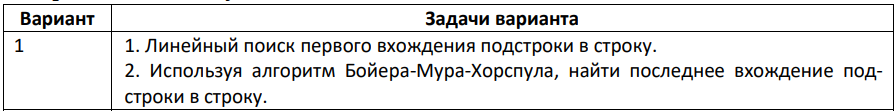 Вариант Задачи варианта
1 1. Линейный поиск первого вхождения подстроки в строку.
2. Используя алгоритм Бойера-Мура-Хорспула, найти последнее вхождение под-
строки в строку.